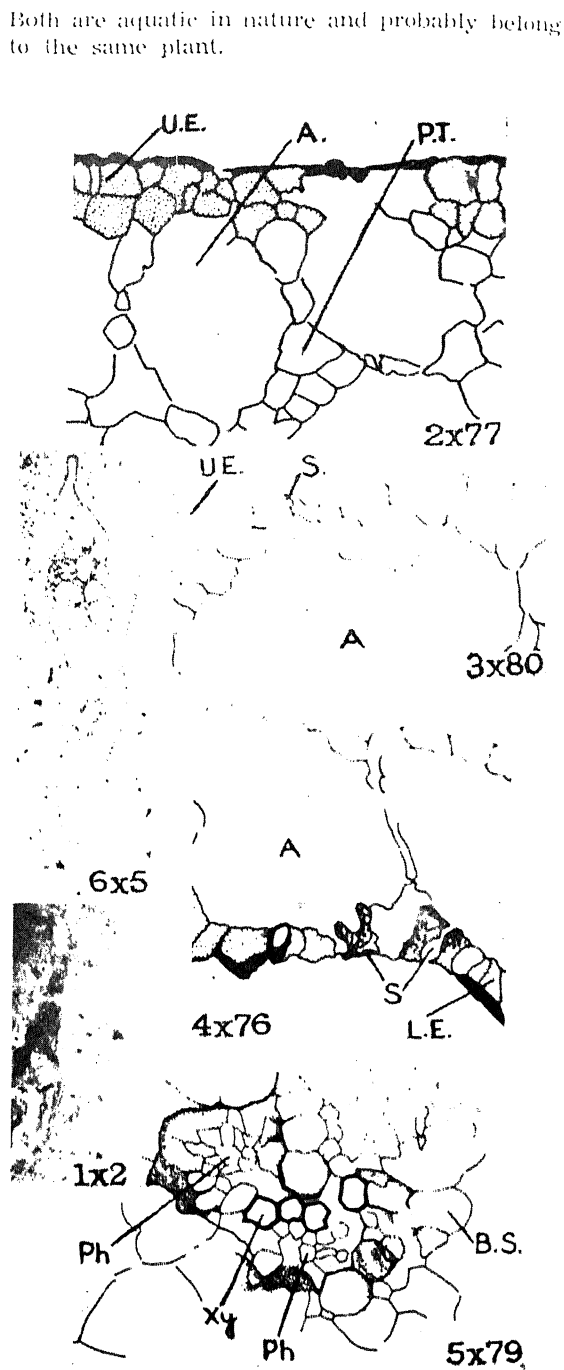 Both are aquatic in nature and probably belong
to the same plant.
U.E.
A.
P.T.
2x77
U.E.
S.
A
3x80
A
6x5
S
4x76
L.E.
1x2
Ph
Xy
Ph
B.S.
5x79